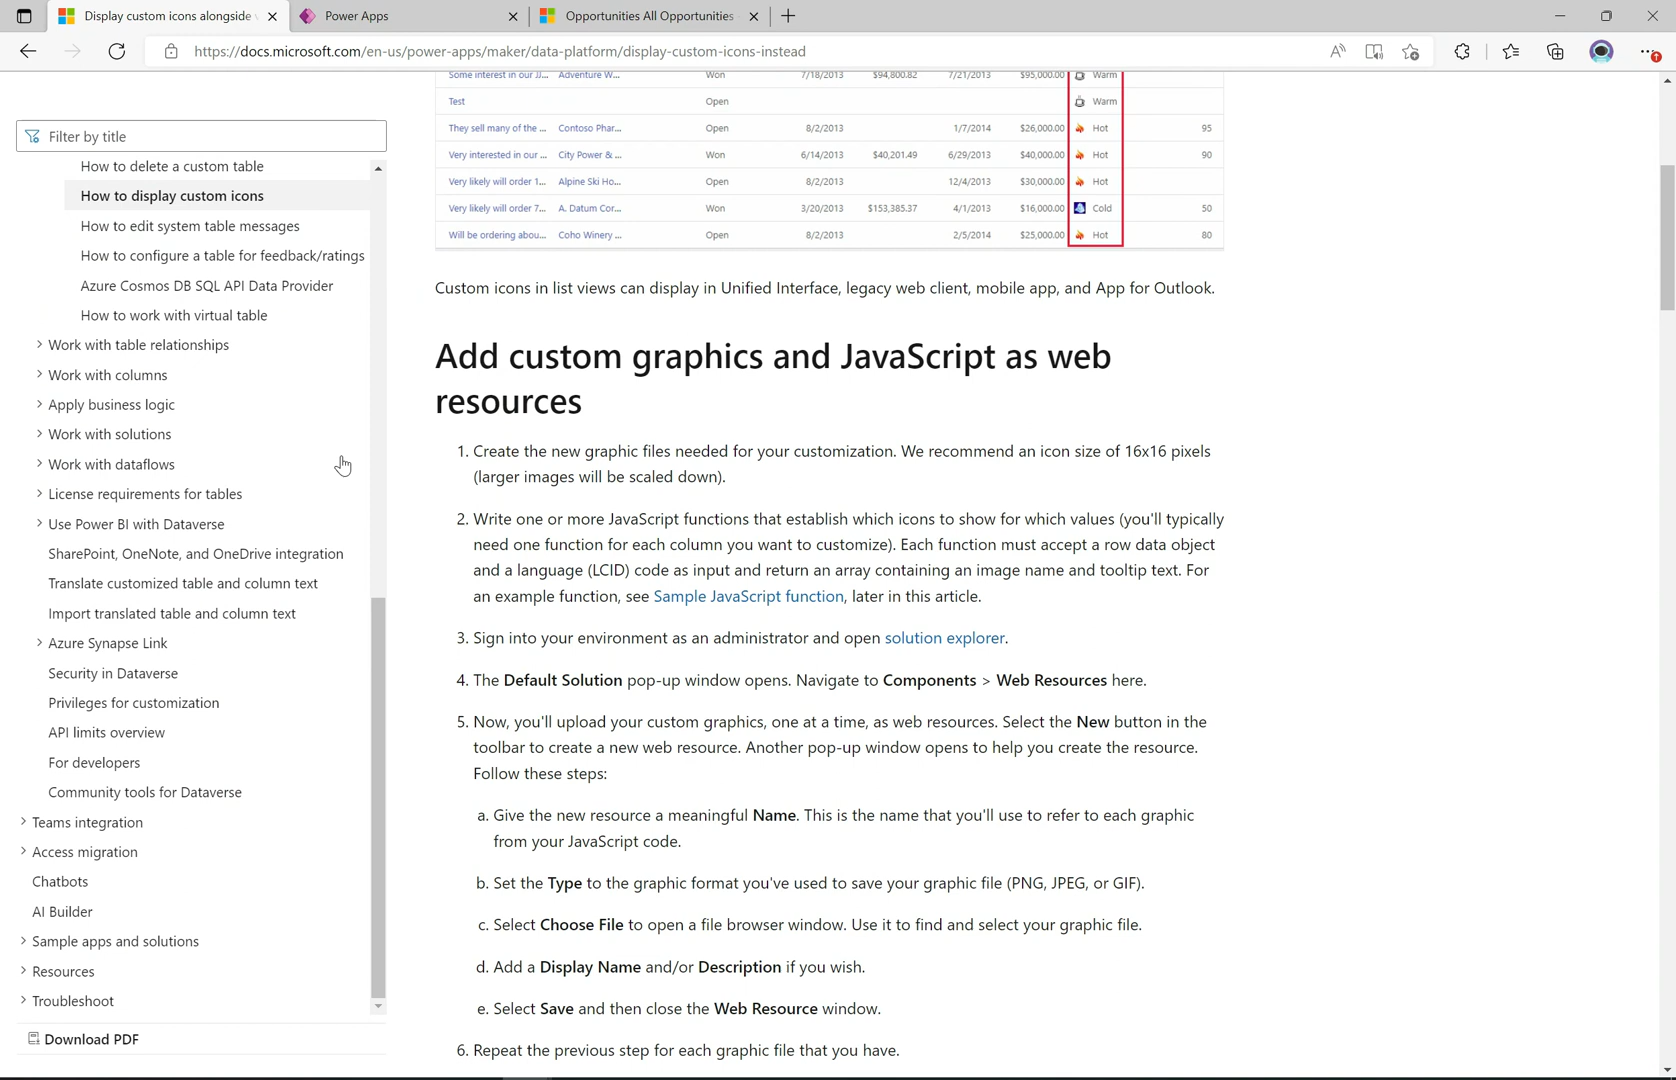 Display custom icons alongside
Power Apps
Opportunities All Opportunities
https://docs.microsoft.com/en-us/power-apps/maker/data-platform/display-custom-icons-instead
Filter by title
How to delete a custom table
How to display custom icons
How to edit system table messages
How to configure a table for feedback/ratings
Azure Cosmos DB SQL API Data Provider
How to work with virtual table
Work with table relationships
Work with columns
Apply business logic
Work with solutions
Work with dataflows
License requirements for tables
Use Power BI with Dataverse
SharePoint, OneNote, and OneDrive integration
Translate customized table and column text
Import translated table and column text
Azure Synapse Link
Security in Dataverse
Privileges for customization
API limits overview
For developers
Community tools for Dataverse
Teams integration
Access migration
Chatbots
AI Builder
Sample apps and solutions
Resources
Troubleshoot
Download PDF
Some interest in our JJ... Adventure W... Won 7/18/2013 $94,800.82 7/21/2013 $95,000.00 Warm
Test Open Warm
They sell many of the ... Contoso Phar... Open 8/2/2013 1/7/2014 $26,000.00 Hot 95
Very interested in our ... City Power & ... Won 6/14/2013 $40,201.49 6/29/2013 $40,000.00 Hot 90
Very likely will order 1... Alpine Ski Ho... Open 8/2/2013 12/4/2013 $30,000.00 Hot
Very likely will order 7... A. Datum Cor... Won 3/20/2013 $153,385.37 4/1/2013 $16,000.00 Cold 50
Will be ordering abou... Coho Winery ... Open 8/2/2013 2/5/2014 $25,000.00 Hot 80
Custom icons in list views can display in Unified Interface, legacy web client, mobile app, and App for Outlook.
Add custom graphics and JavaScript as web
resources
1. Create the new graphic files needed for your customization. We recommend an icon size of 16x16 pixels
(larger images will be scaled down).
2. Write one or more JavaScript functions that establish which icons to show for which values (you'll typically
need one function for each column you want to customize). Each function must accept a row data object
and a language (LCID) code as input and return an array containing an image name and tooltip text. For
an example function, see Sample JavaScript function, later in this article.
3. Sign into your environment as an administrator and open solution explorer.
4. The Default Solution pop-up window opens. Navigate to Components > Web Resources here.
5. Now, you'll upload your custom graphics, one at a time, as web resources. Select the New button in the
toolbar to create a new web resource. Another pop-up window opens to help you create the resource.
Follow these steps:
a. Give the new resource a meaningful Name. This is the name that you'll use to refer to each graphic
from your JavaScript code.
b. Set the Type to the graphic format you've used to save your graphic file (PNG, JPEG, or GIF).
c. Select Choose File to open a file browser window. Use it to find and select your graphic file.
d. Add a Display Name and/or Description if you wish.
e. Select Save and then close the Web Resource window.
6. Repeat the previous step for each graphic file that you have.